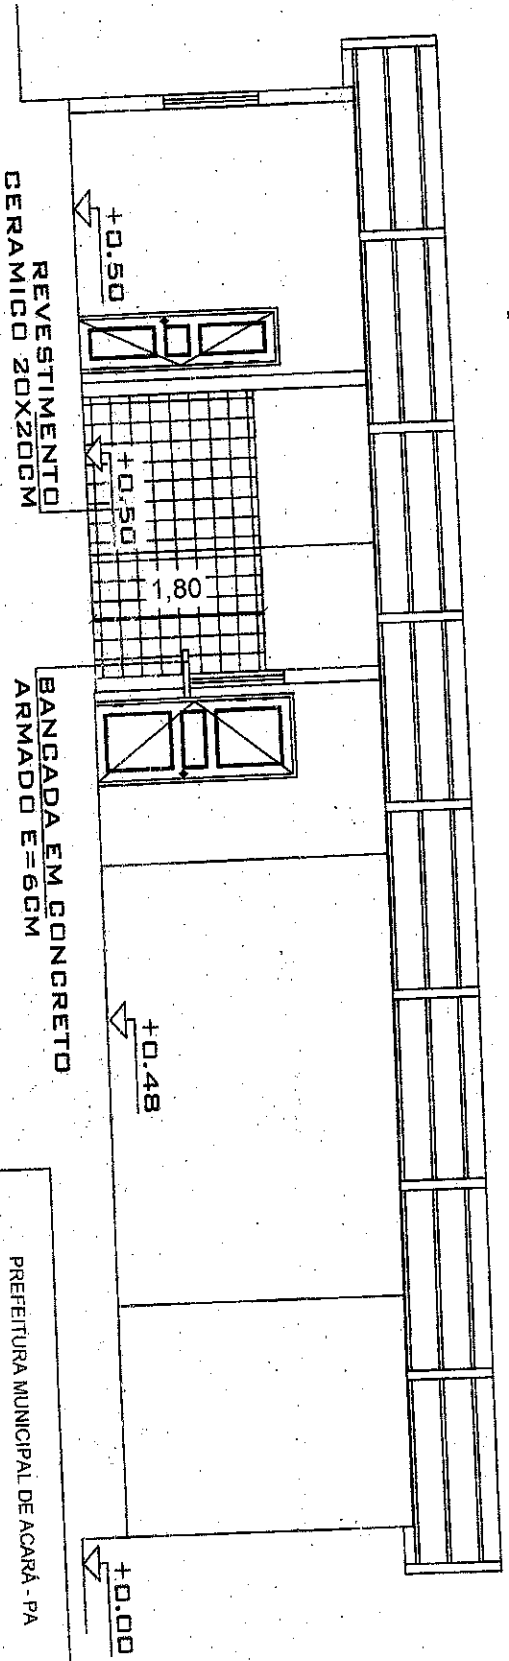 +0.50
REVESTIMENTO
CERAMICO 20X20CM
+0.50
1,80
BANCADA EM CONCRETO
ARMADO E=6CM
+0.48
+0.00
PREFEITURA MUNICIPAL DE ACARÁ - PA